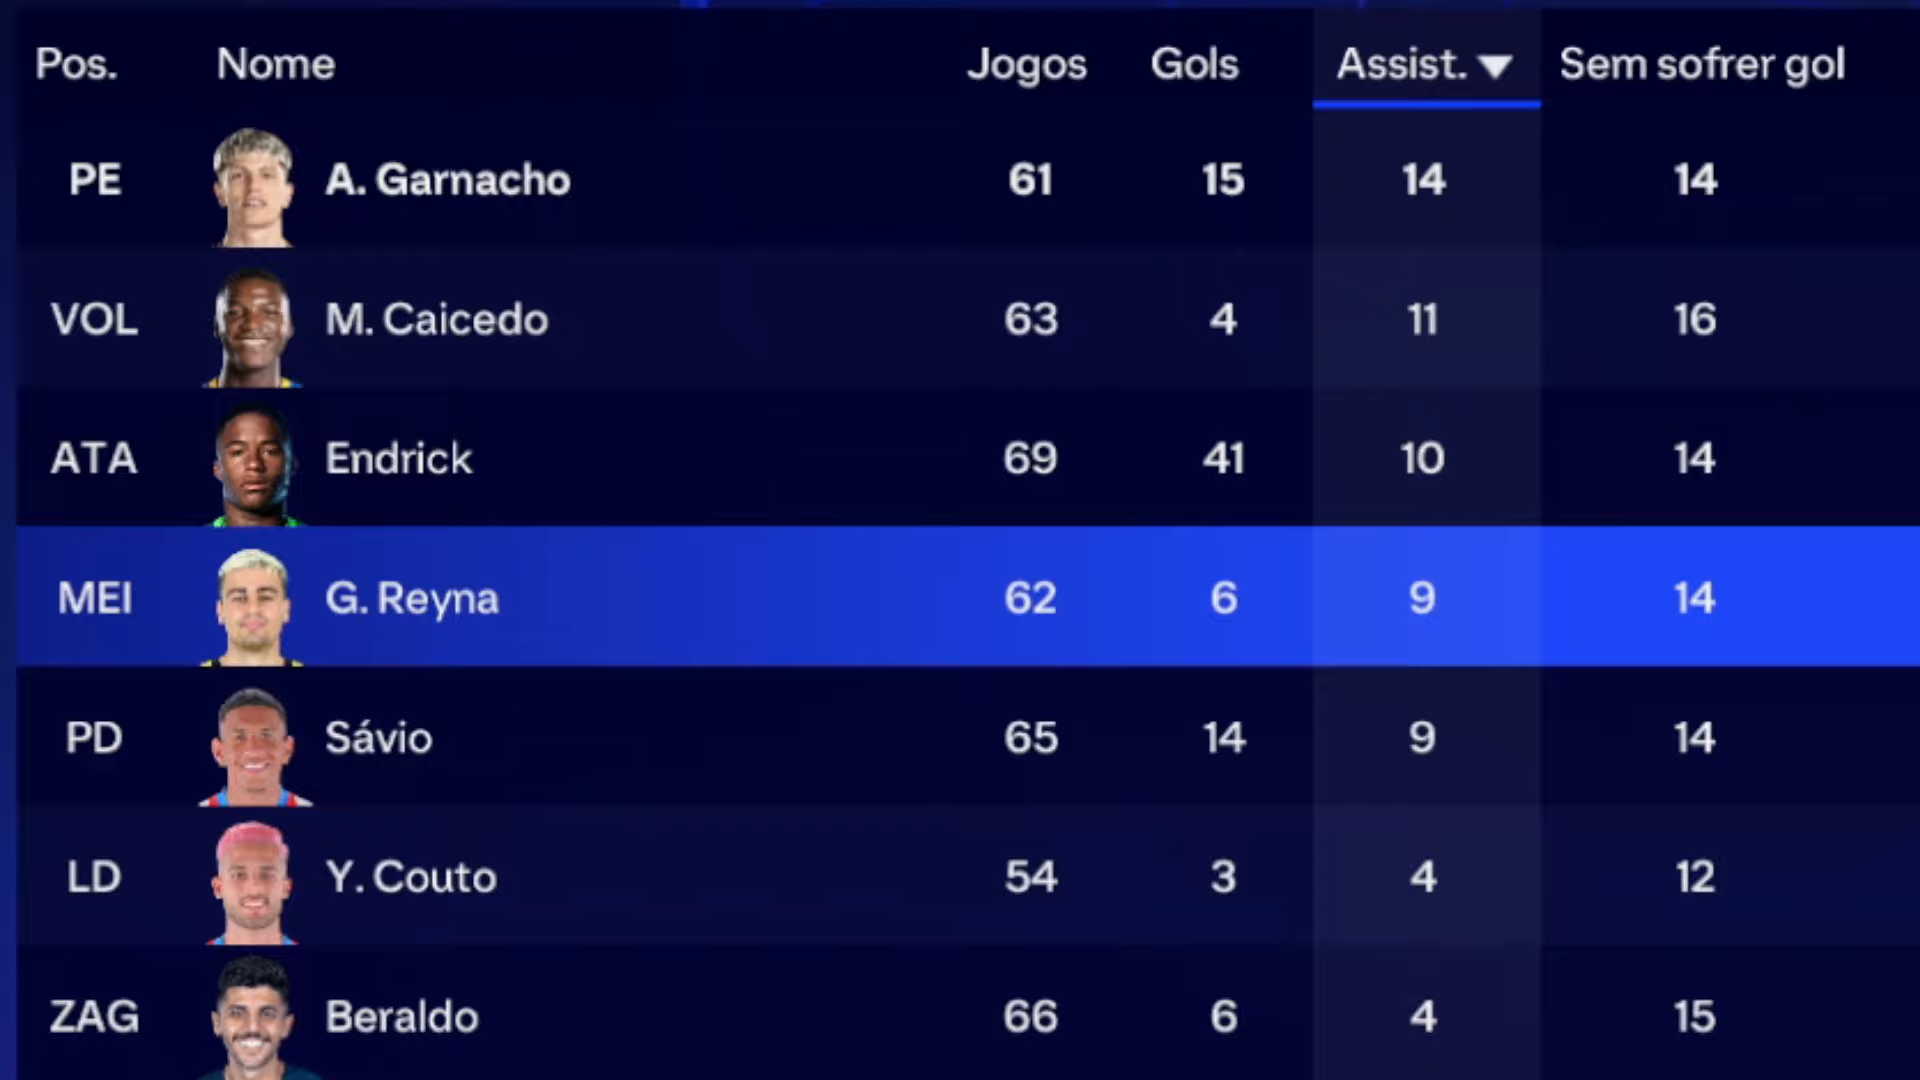 Pos. Nome Jogos Gols Assist. Sem sofrer gol
PE A. Garnacho 61 15 14 14
VOL M. Caicedo 63 4 11 16
ATA Endrick 69 41 10 14
MEI G. Reyna 62 6 9 14
PD Sávio 65 14 9 14
LD Y. Couto 54 3 4 12
ZAG Beraldo 66 6 4 15